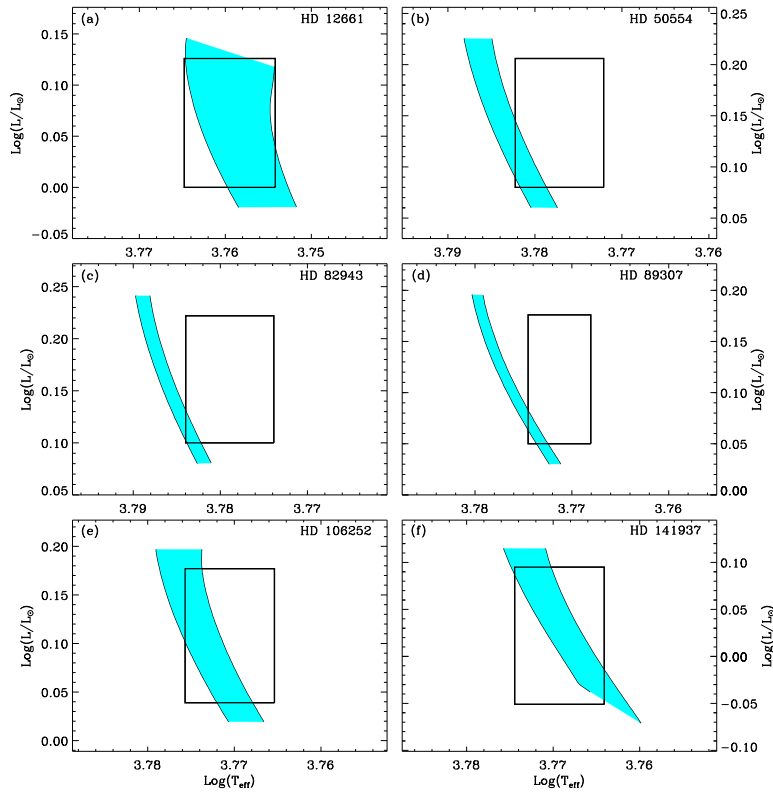 (a) HD 12661
0.15
0.10
0.05
0.00
−0.05
Log(L/L⊙)
3.77 3.76 3.75
(b) HD 50554
0.25
0.20
0.15
0.10
0.05
Log(L/L⊙)
3.79 3.78 3.77 3.76
(c) HD 82943
0.25
0.20
0.15
0.10
0.05
Log(L/L⊙)
3.79 3.78 3.77
(d) HD 89307
0.20
0.15
0.10
0.05
0.00
Log(L/L⊙)
3.78 3.77 3.76
(e) HD 106252
0.20
0.15
0.10
0.05
0.00
Log(L/L⊙)
3.78 3.77 3.76
Log(Teff)
(f) HD 141937
0.10
0.05
0.00
−0.05
−0.10
Log(L/L⊙)
3.78 3.77 3.76
Log(Teff)